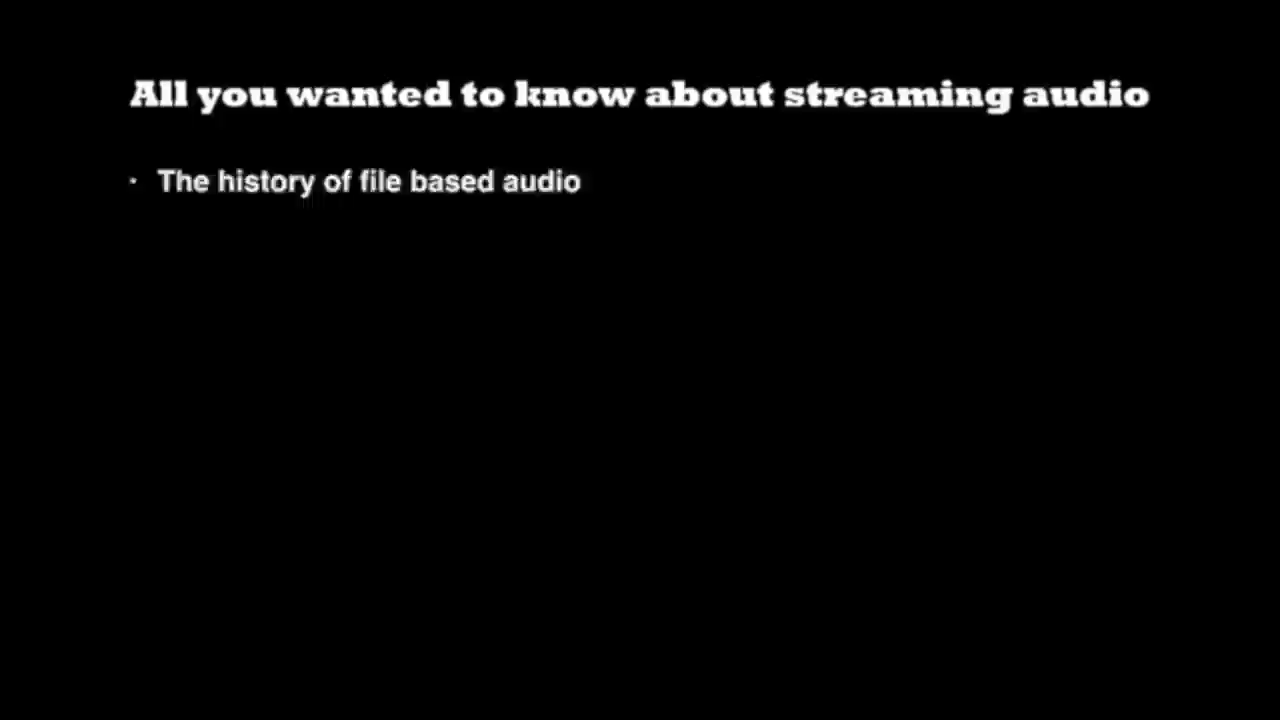 All you wanted to know about streaming audio
· The history of file based audio